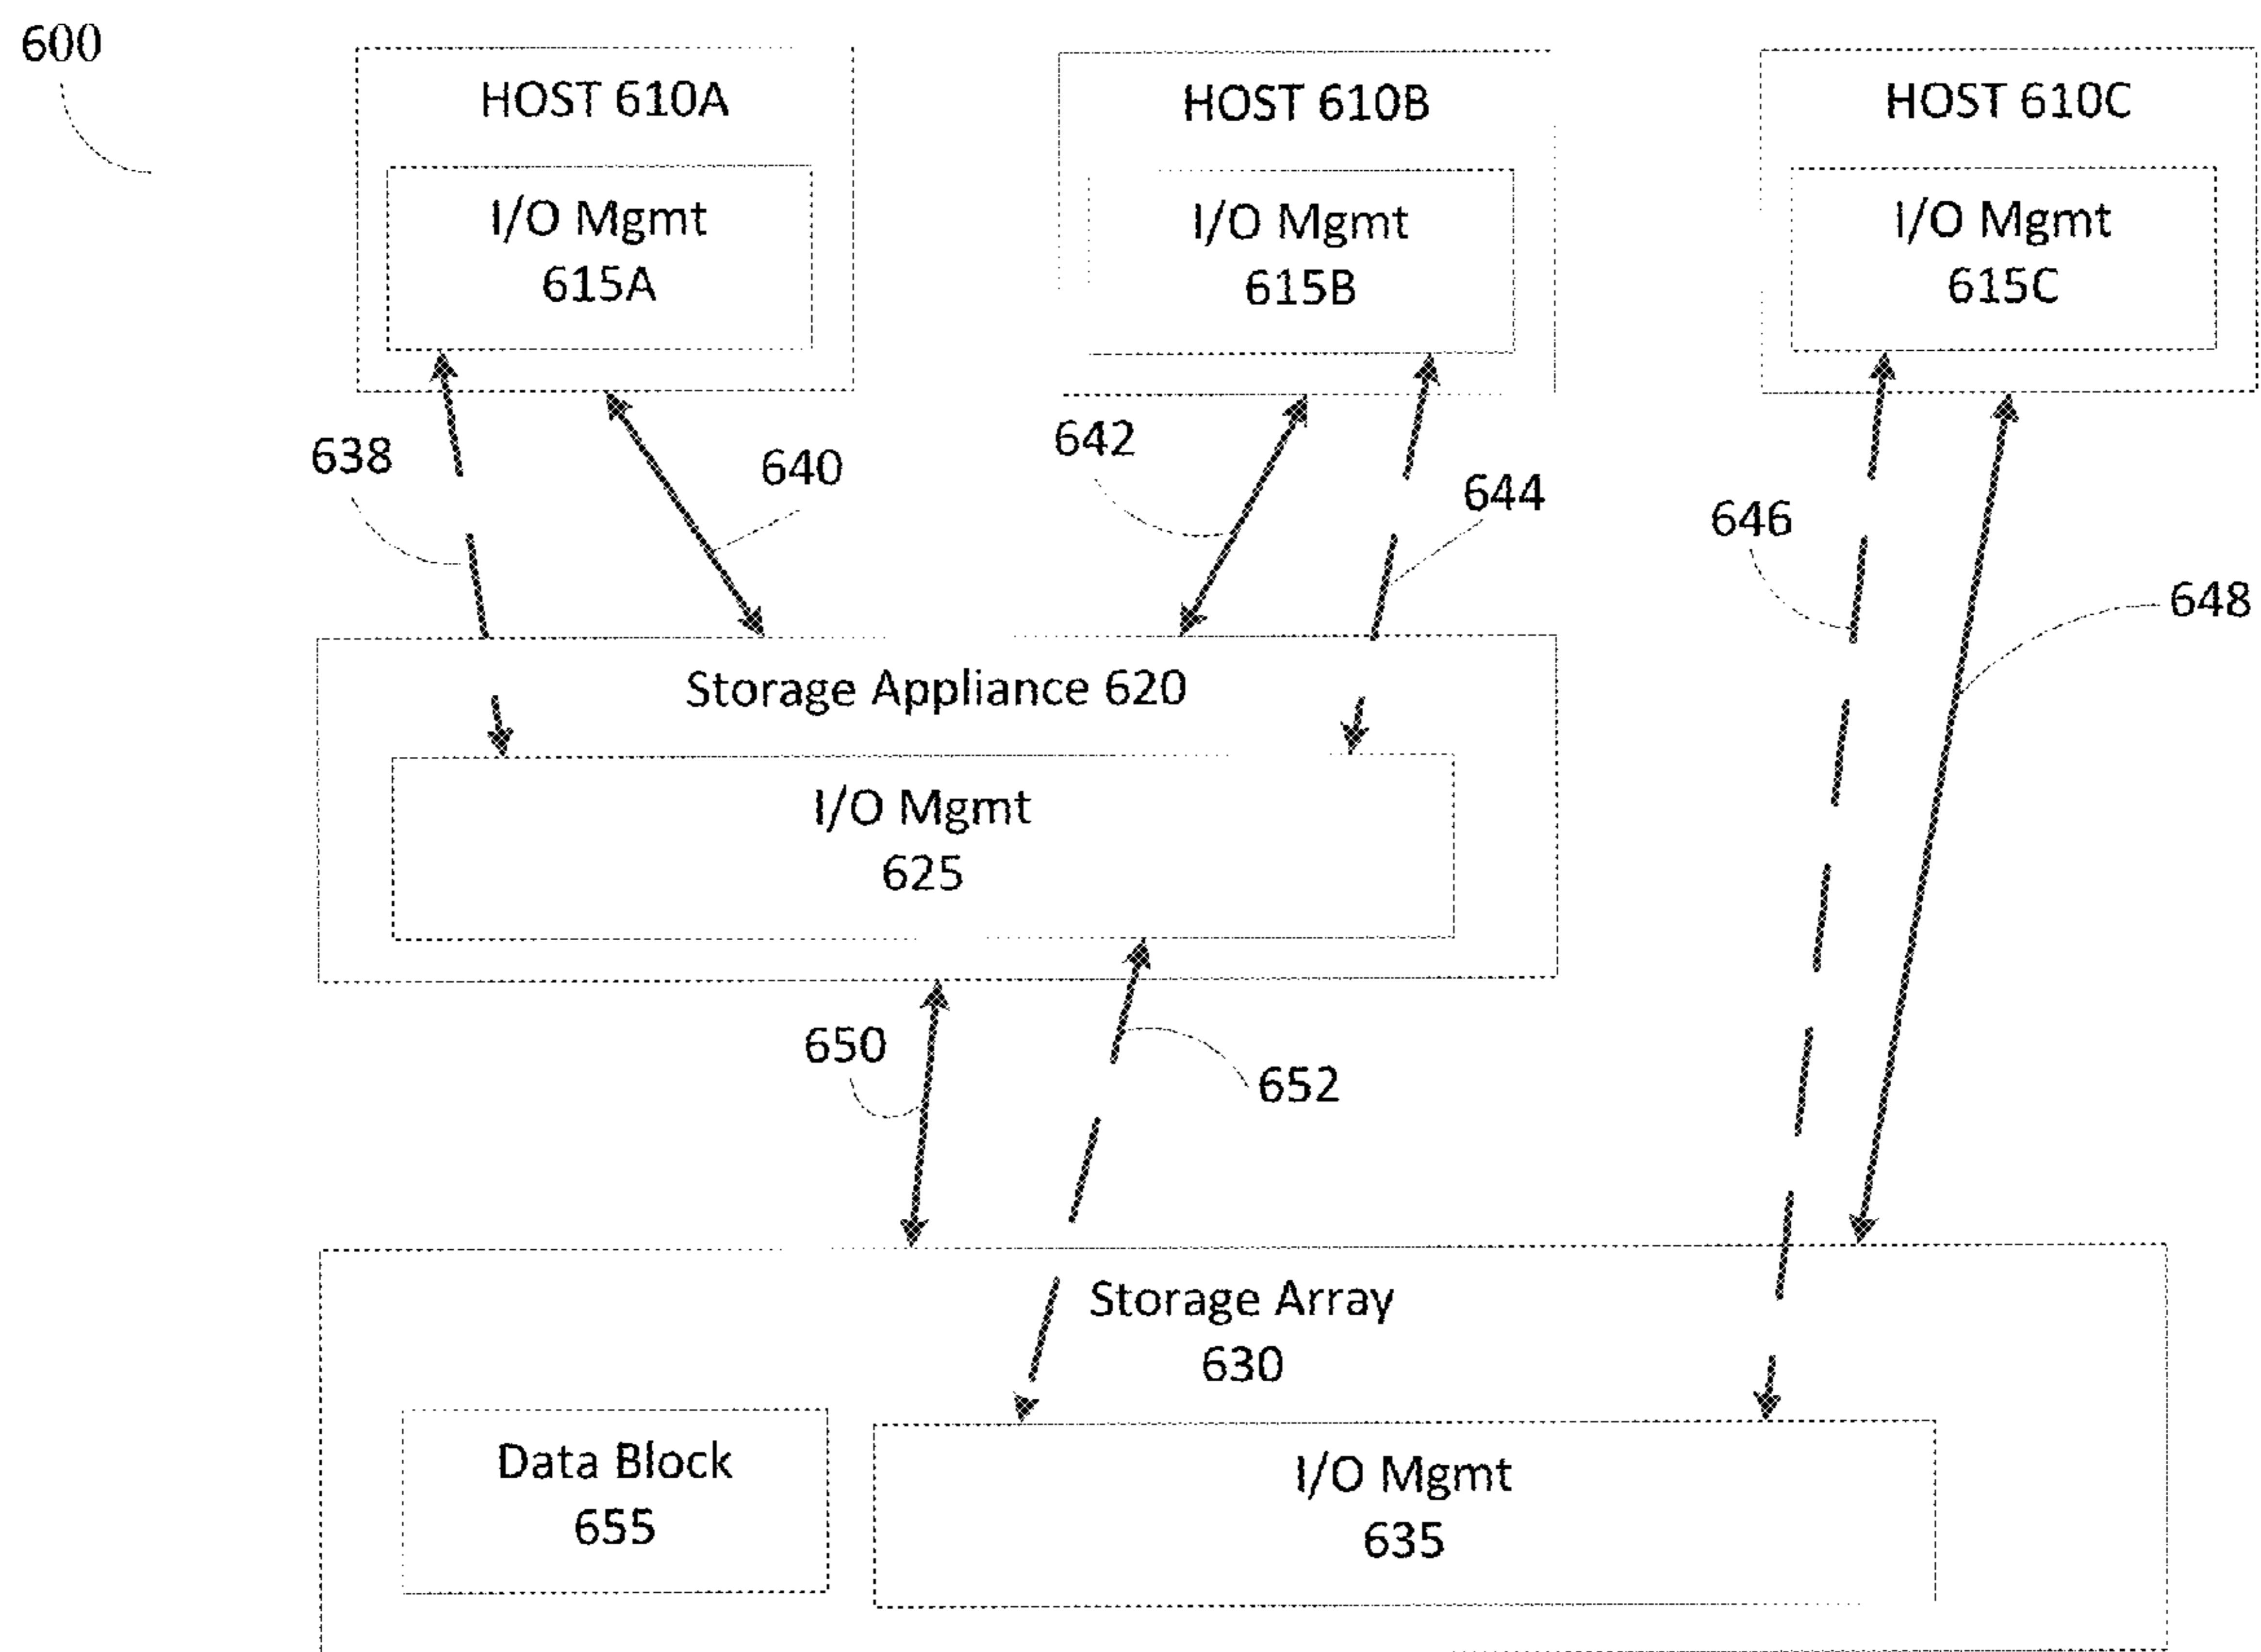 600
HOST 610A
I/O Mgmt
615A
HOST 610B
I/O Mgmt
615B
HOST 610C
I/O Mgmt
615C
638
640
642
644
646
648
Storage Appliance 620
I/O Mgmt
625
650
652
Storage Array
630
Data Block
655
I/O Mgmt
635